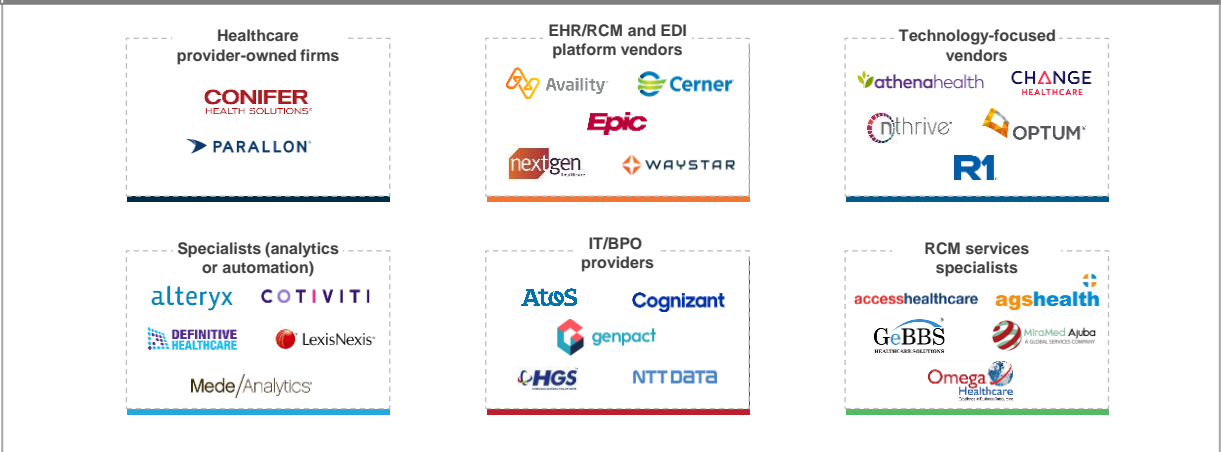 Healthcare
provider-owned firms
CONIFER
HEALTH SOLUTIONS®
PARALLON®
EHR/RCM and EDI
platform vendors
Availity
Cerner
Epic
nextgen
healthcare
WAYSTAR
Technology-focused
vendors
athenahealth
CHANGE
HEALTHCARE
nthrive
OPTUM
R1
Specialists (analytics
or automation)
alteryx
COTIVITI
DEFINITIVE
HEALTHCARE
LexisNexis®
Mede/Analytics
IT/BPO
providers
Atos
Cognizant
genpact
HGS
NTT DATA
RCM services
specialists
accesshealthcare
agshealth
GeBBS
HEALTHCARE SOLUTIONS
MiraMed Ajuba
A GLOBAL SERVICES COMPANY
Omega
Healthcare